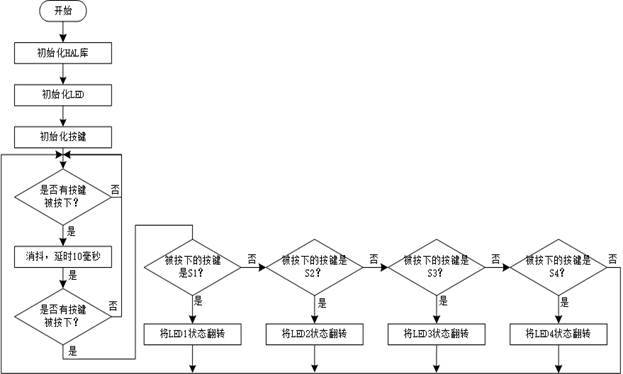 开始
初始化HAL库
初始化LED
初始化按键
是否有按键
被按下?
否
是
消抖，延时10毫秒
是
是否有按键
被按下?
否
是
被按下的按键
是S1?
否
是
将LED1状态翻转
被按下的按键是
S2?
否
是
将LED2状态翻转
被按下的按键是
S3?
否
是
将LED3状态翻转
被按下的按键是
S4?
否
是
将LED4状态翻转